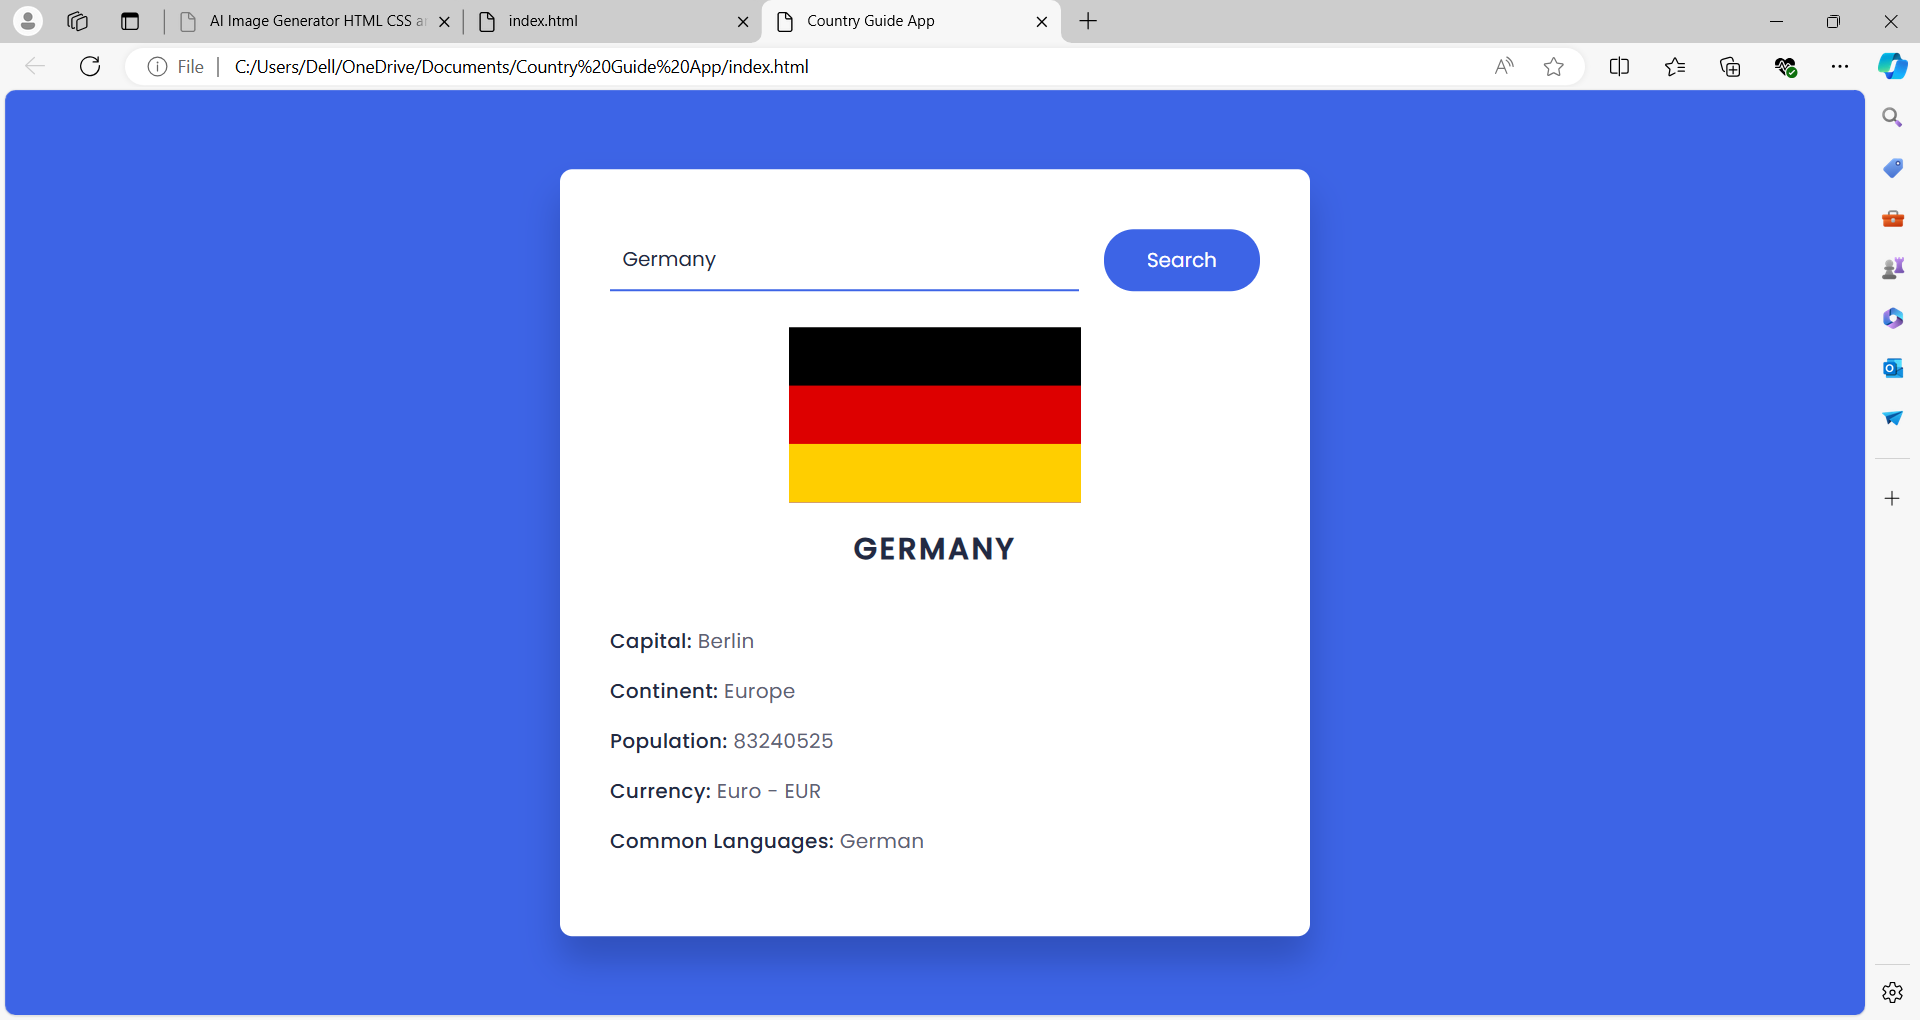 AI Image Generator HTML CSS
index.html
Country Guide App
File
C:/Users/Dell/OneDrive/Documents/Country%20Guide%20App/index.html
Germany
Search
GERMANY
Capital: Berlin
Continent: Europe
Population: 83240525
Currency: Euro - EUR
Common Languages: German